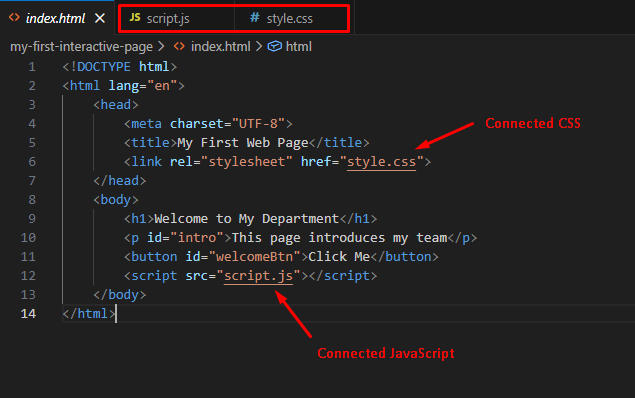 index.html JS script.js # style.css
my-first-interactive-page > index.html > html
1 <!DOCTYPE html>
2 <html lang="en">
3 <head>
4 <meta charset="UTF-8">
Connected CSS
5 <title>My First Web Page</title>
6 <link rel="stylesheet" href="style.css">
7 </head>
8 <body>
9 <h1>Welcome to My Department</h1>
10 <p id="intro">This page introduces my team</p>
11 <button id="welcomeBtn">Click Me</button>
12 <script src="script.js"></script>
13 </body>
14 </html>
Connected JavaScript